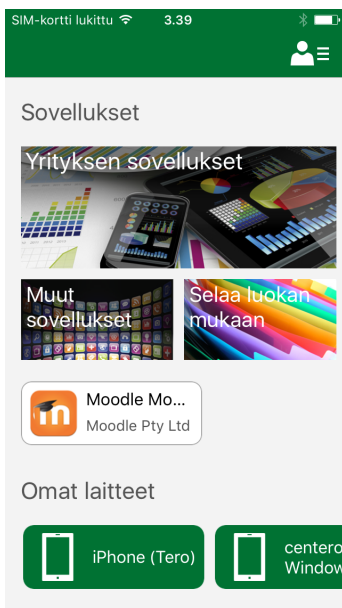 SIM-kortti lukittu 3.39
Sovellukset
Yrityksen sovellukset
Muut
sovellukset
Selaa luokan
mukaan
Moodle Mo...
Moodle Pty Ltd
Omat laitteet
iPhone (Tero)
centero
Window